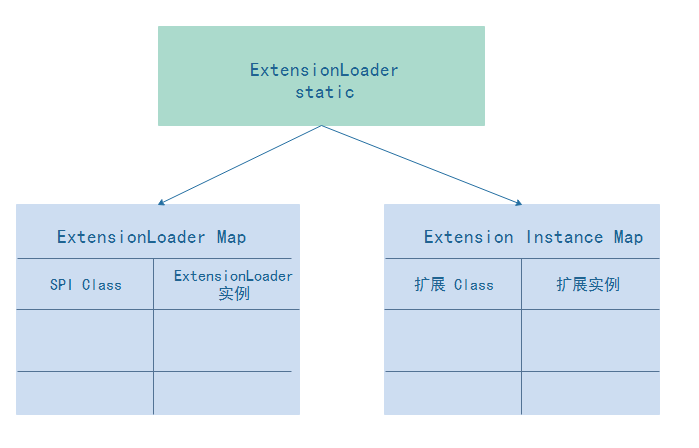 ExtensionLoader
static
ExtensionLoader Map
SPI Class
ExtensionLoader
实例
Extension Instance Map
扩展 Class
扩展实例